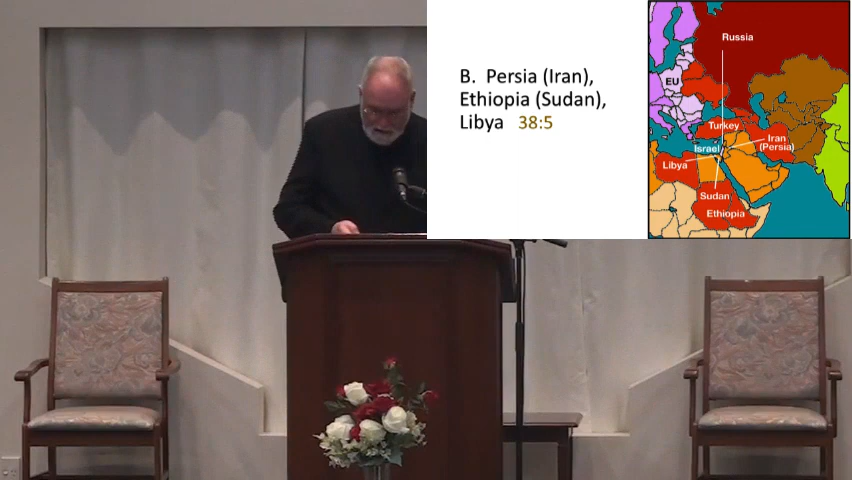 B. Persia (Iran),
Ethiopia (Sudan),
Libya 38:5
Russia
EU
Turkey
Iran
(Persia)
Israel
Libya
Sudan
Ethiopia